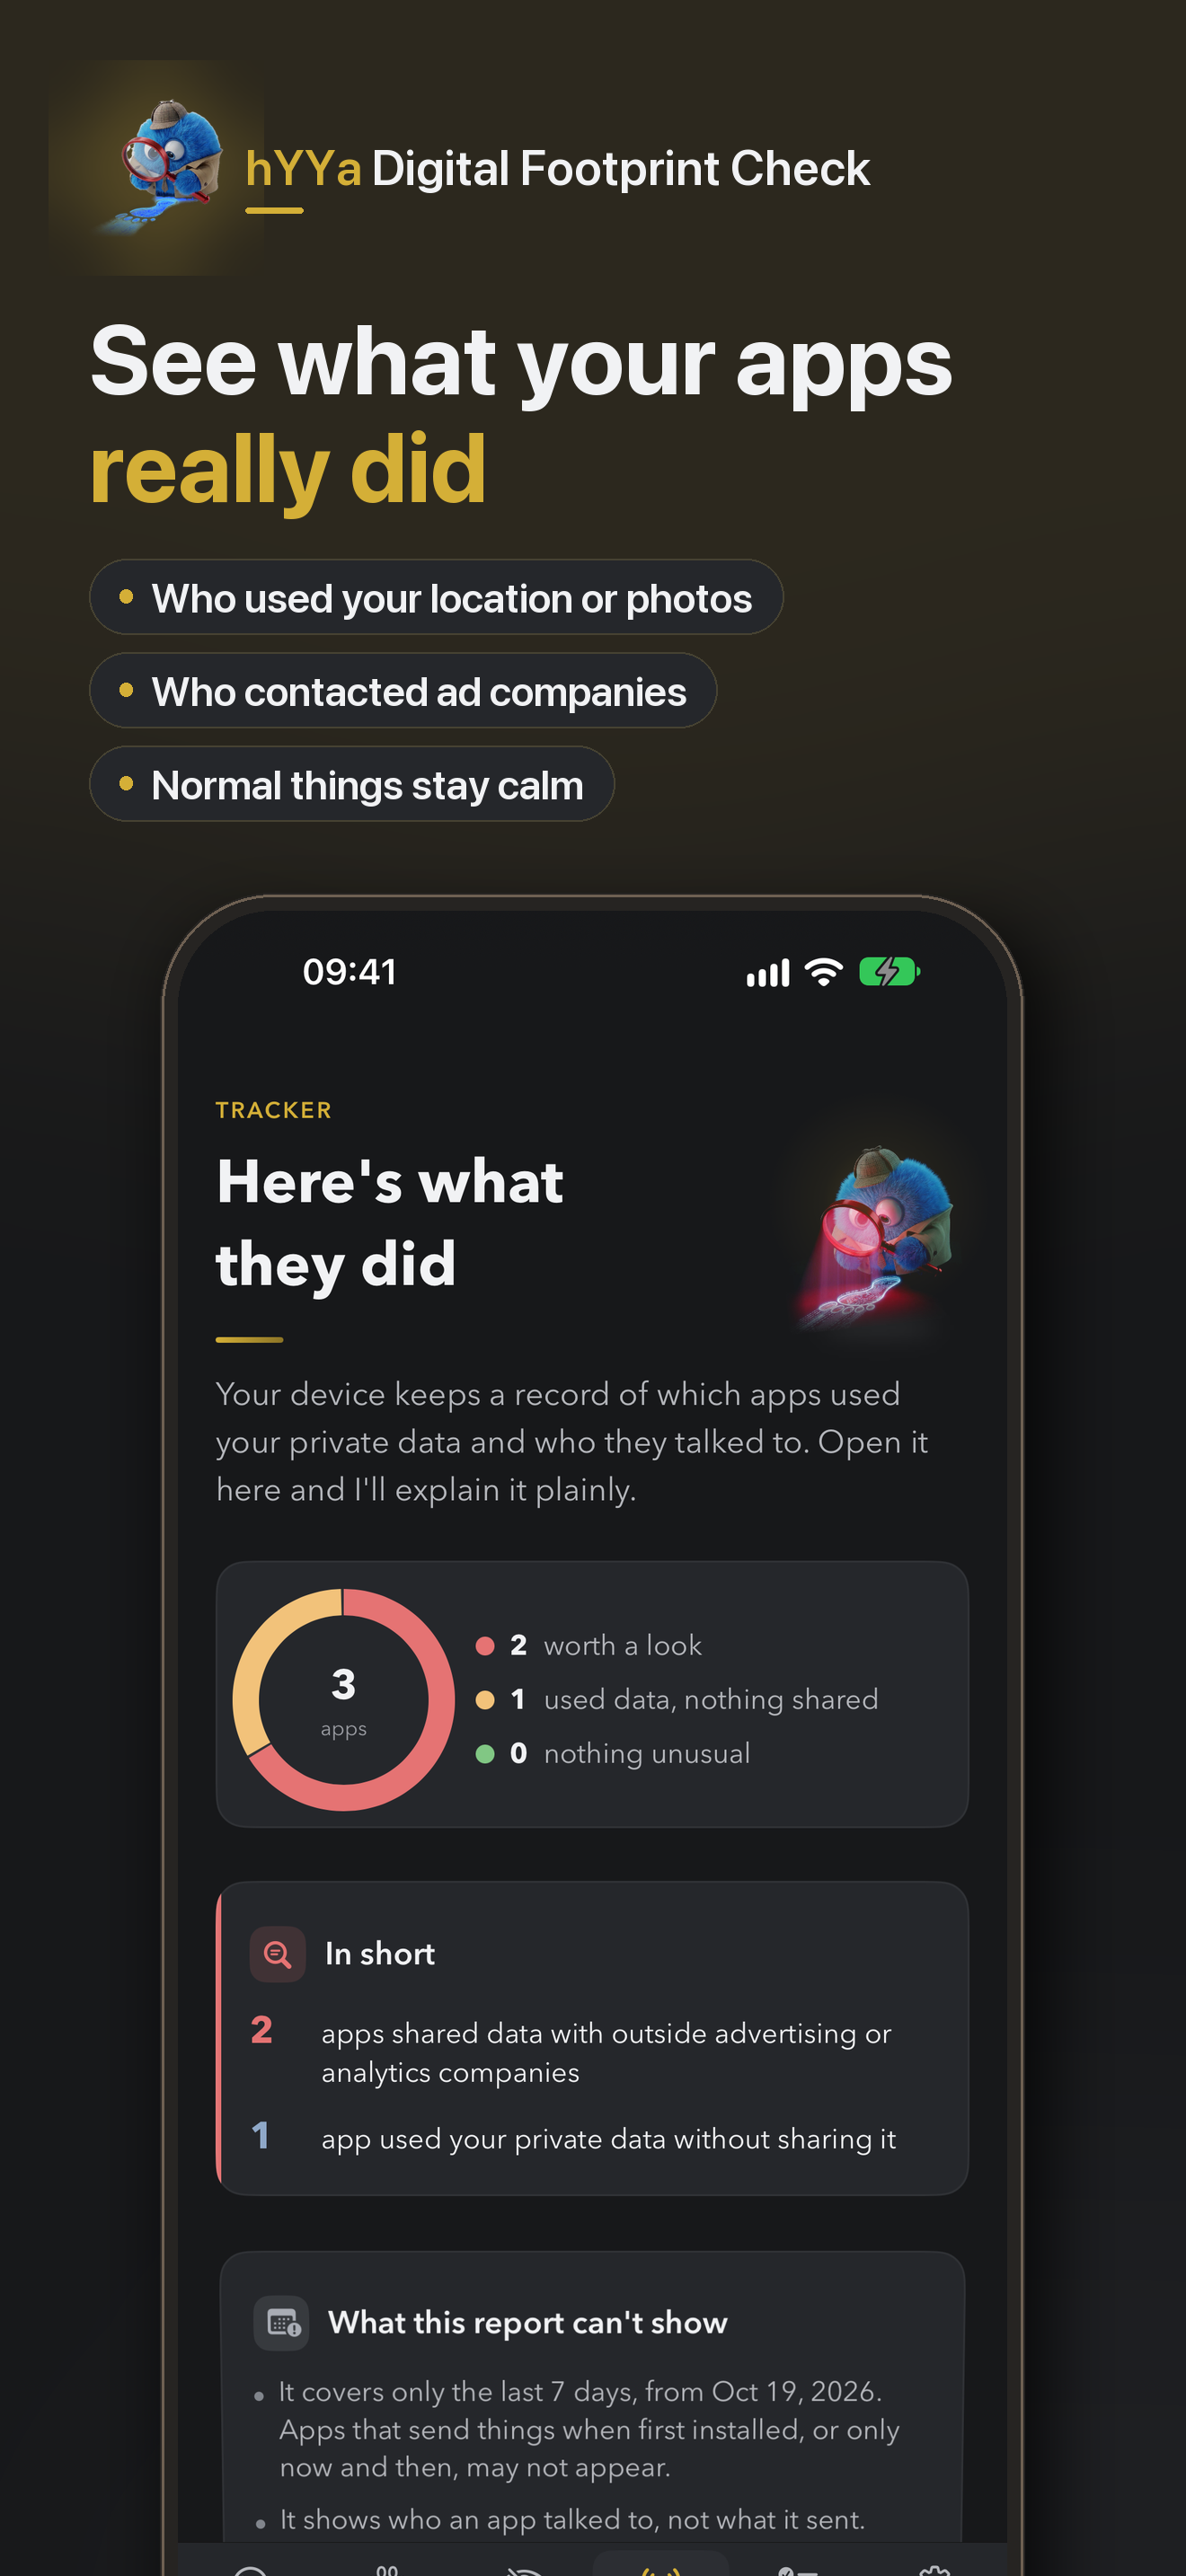 hYYa Digital Footprint Check
See what your apps
really did
Who used your location or photos
Who contacted ad companies
Normal things stay calm
09:41
TRACKER
Here's what
they did
Your device keeps a record of which apps used
your private data and who they talked to. Open it
here and I'll explain it plainly.
3
apps
2 worth a look
1 used data, nothing shared
0 nothing unusual
In short
2 apps shared data with outside advertising or
analytics companies
1 app used your private data without sharing it
What this report can't show
• It covers only the last 7 days, from Oct 19, 2026.
Apps that send things when first installed, or only
now and then, may not appear.
• It shows who an app talked to, not what it sent.